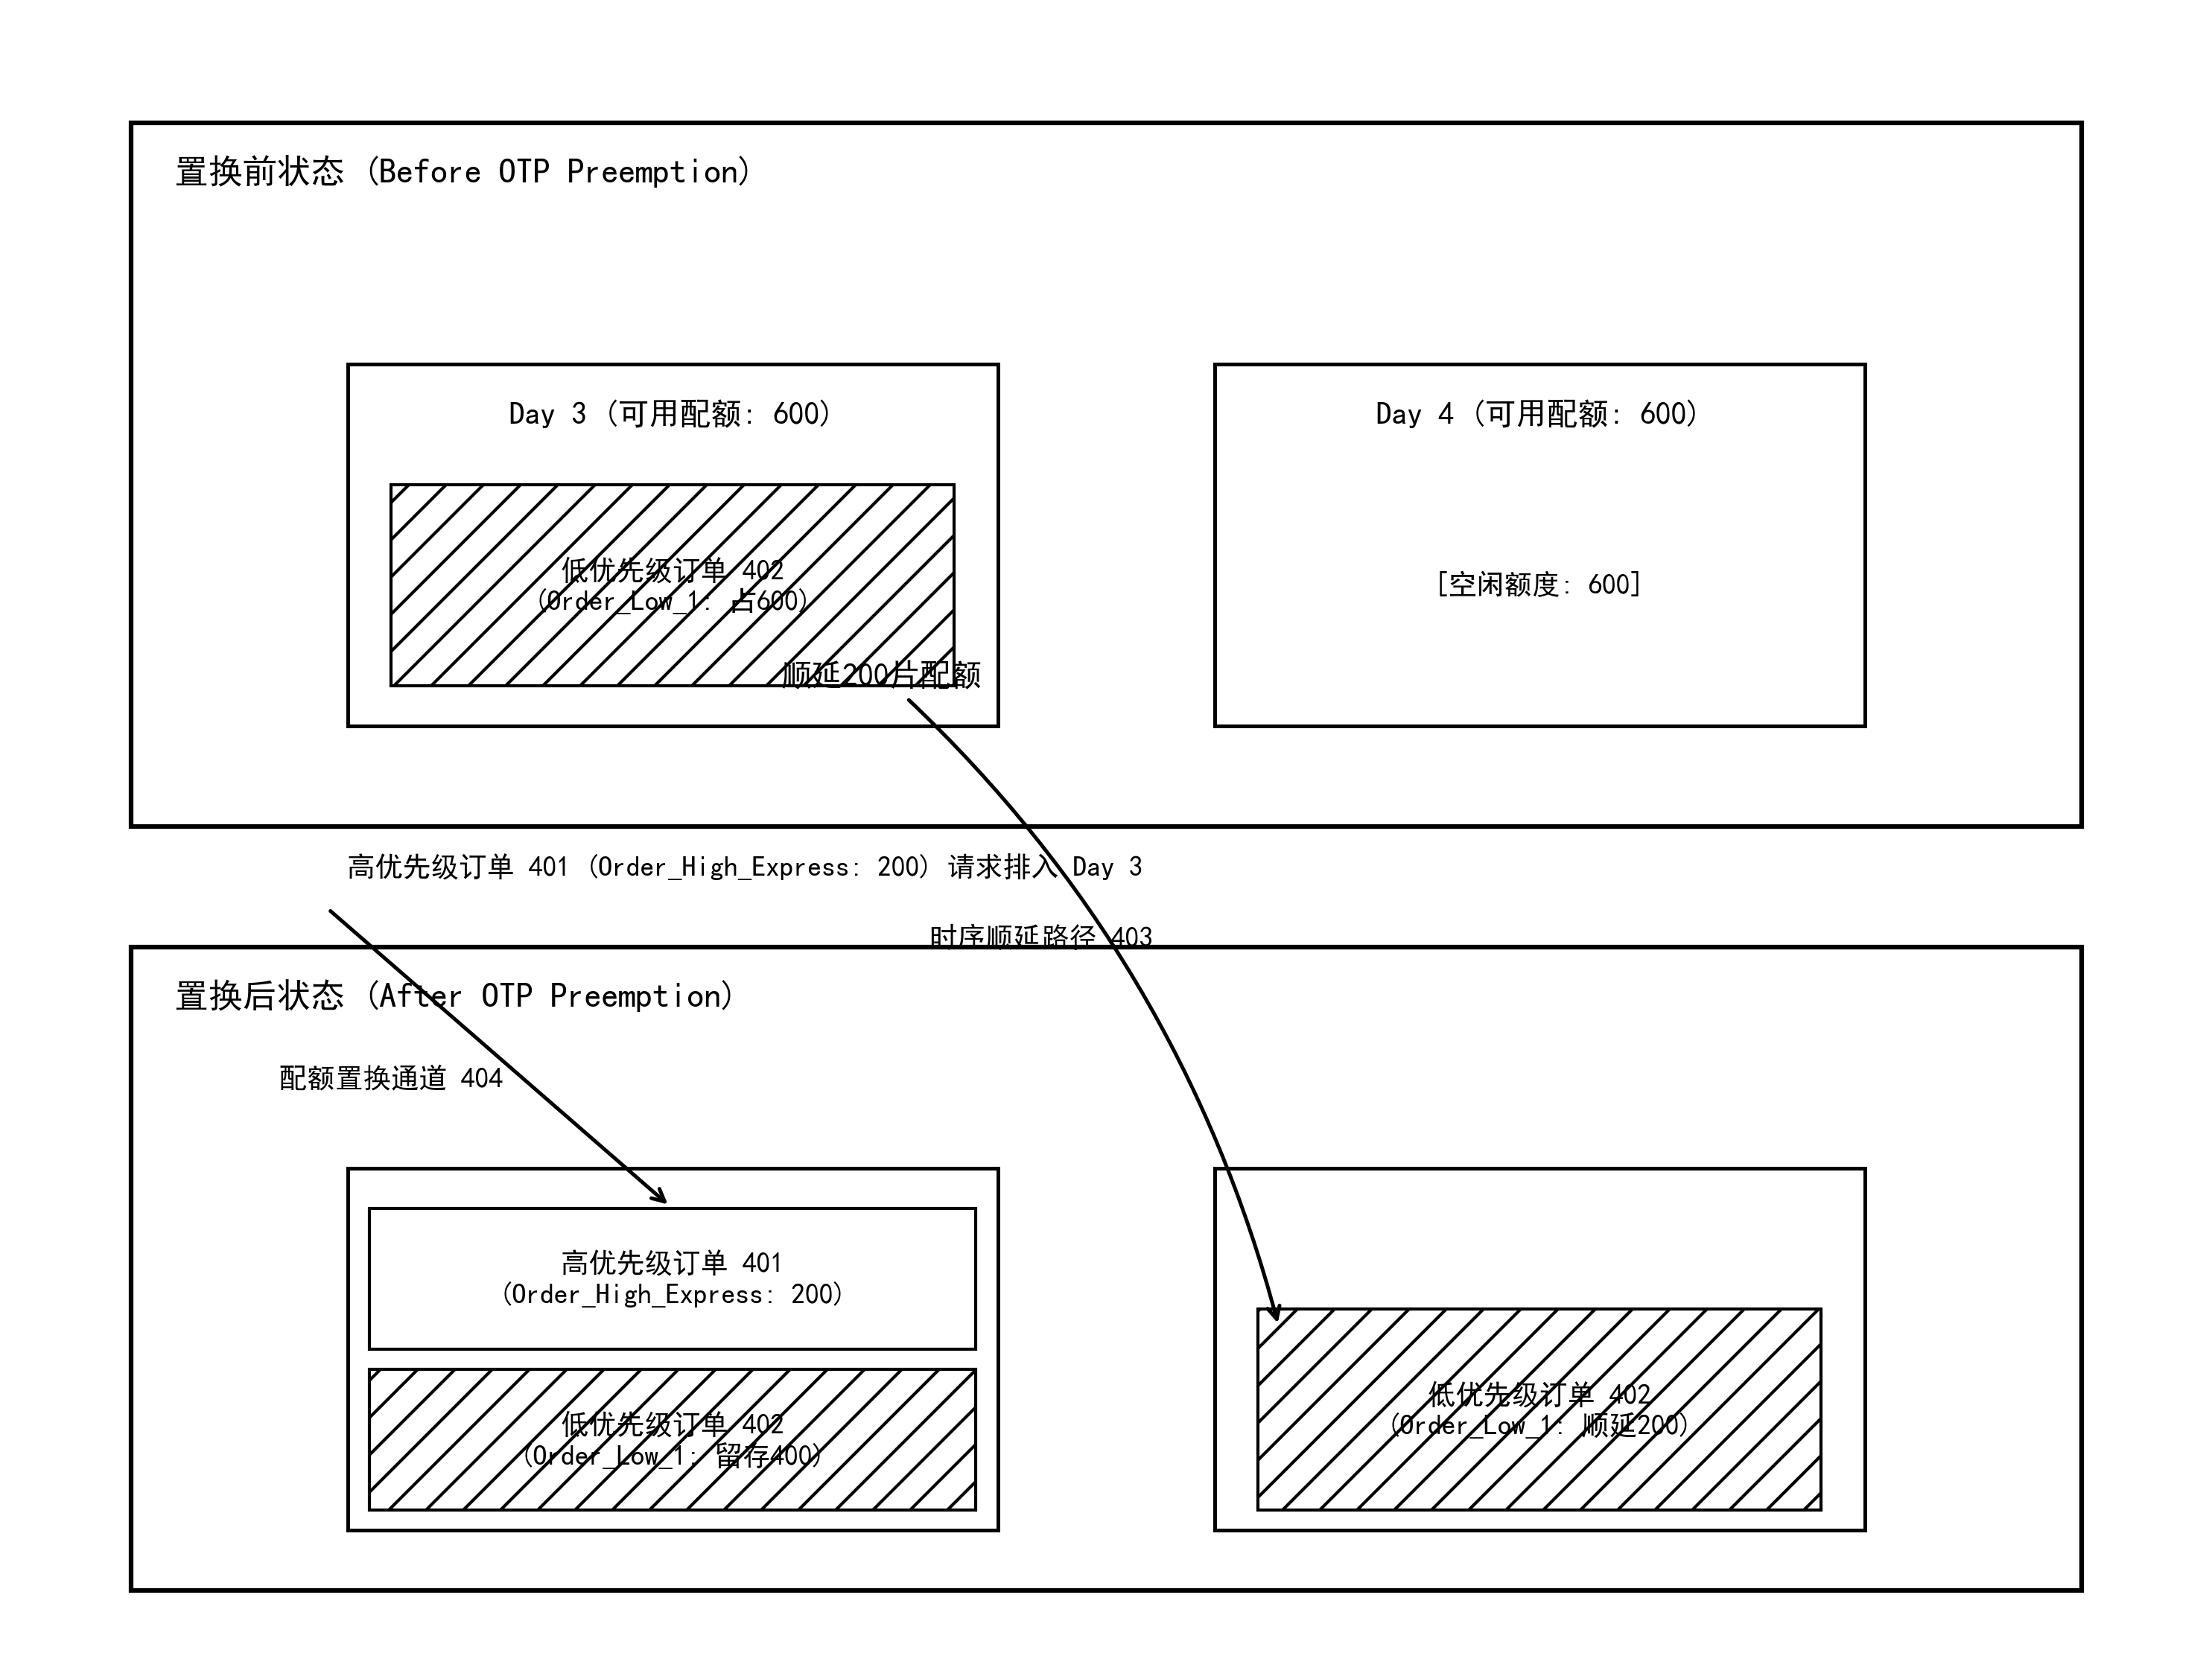 置换前状态 (Before OTP Preemption)
Day 3 (可用配额: 600)
Day 4 (可用配额: 600)
低优先级订单 402
(Order_Low_1: 占600)
[空闲额度: 600]
顺延200片配额
高优先级订单 401 (Order_High_Express: 200) 请求排入 Day 3
时序顺延路径 403
置换后状态 (After OTP Preemption)
配额置换通道 404
高优先级订单 401
(Order_High_Express: 200)
低优先级订单 402
(Order_Low_1: 留存400)
低优先级订单 402
(Order_Low_1: 顺延200)